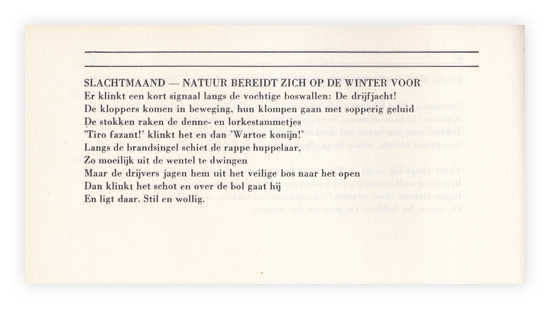 SLACHTMAAND — NATUUR BEREIDT ZICH OP DE WINTER VOOR
Er klinkt een kort signaal langs de vochtige boswallen: De drijfjacht!
De kloppers komen in beweging, hun klompen gaan met sopperig geluid
De stokken raken de denne- en lorkestammetjes
'Tiro fazant!' klinkt het en dan 'Wartoe konijn!'
Langs de brandsingel schiet de rappe huppelaar,
Zo moeilijk uit de wentel te dwingen
Maar de drijvers jagen hem uit het veilige bos naar het open
Dan klinkt het schot en over de bol gaat hij
En ligt daar. Stil en wollig.